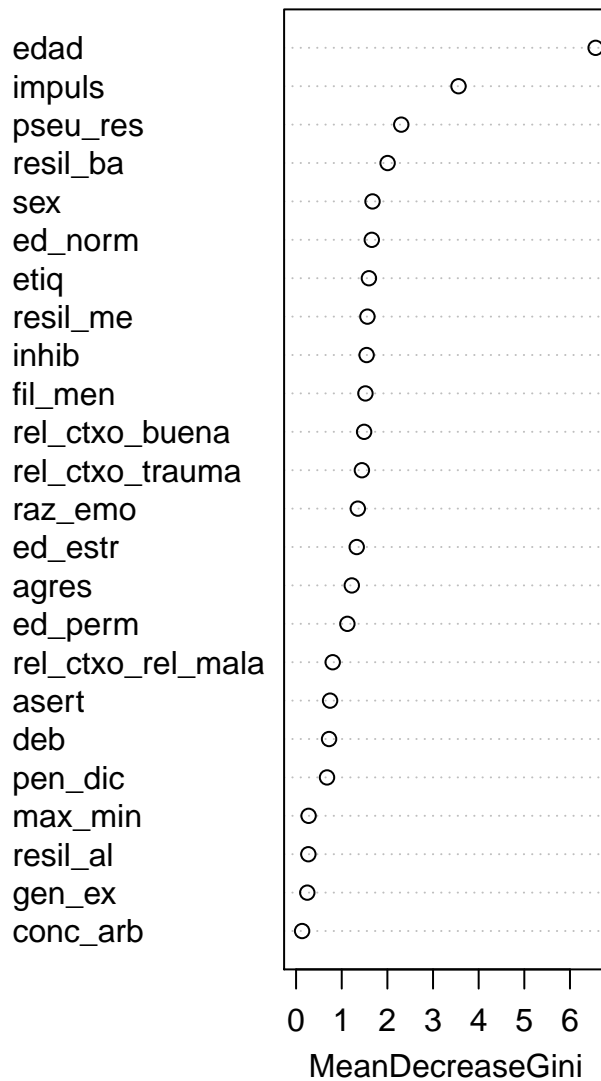 edad
impuls
pseu_res
resil_ba
sex
ed_norm
etiq
resil_me
inhib
fil_men
rel_ctxo_buena
rel_ctxo_trauma
raz_emo
ed_estr
agres
ed_perm
rel_ctxo_rel_mala
asert
deb
pen_dic
max_min
resil_al
gen_ex
conc_arb
0 1 2 3 4 5 6
MeanDecreaseGini